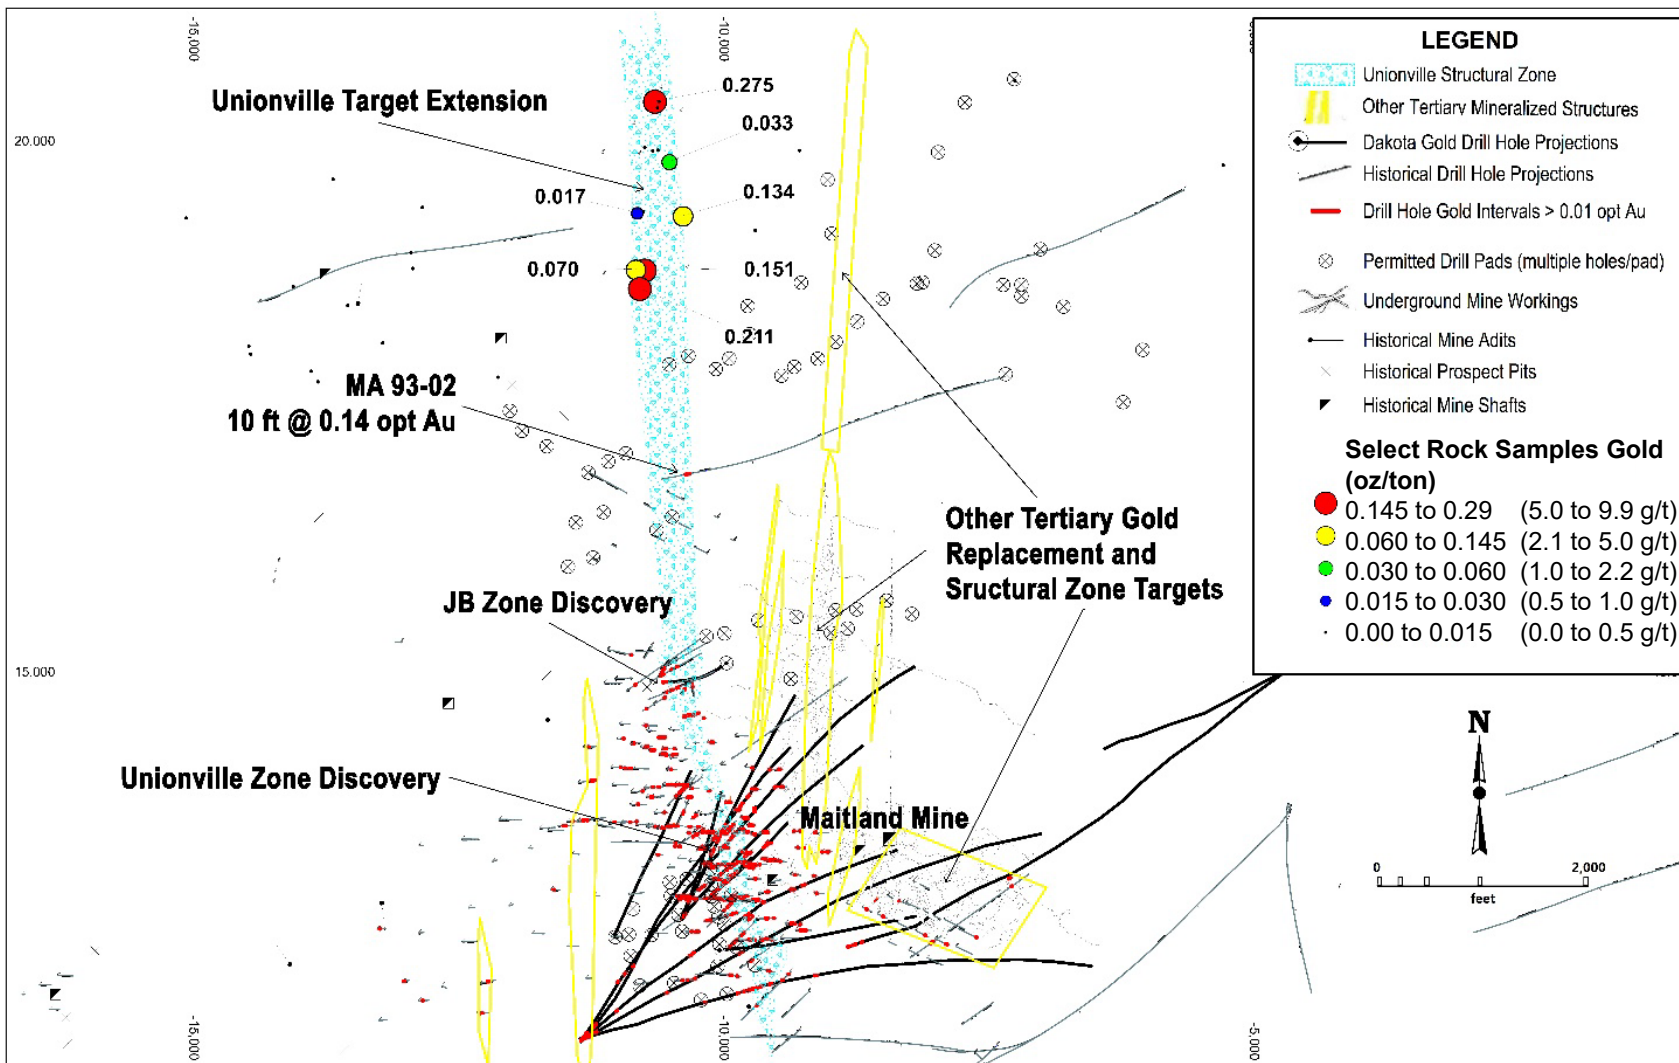 -15,000
-10,000
20.000
15.000
Unionville Target Extension
0.275
0.033
0.017
0.134
0.070
0.151
0.211
MA 93-02
10 ft @ 0.14 opt Au
JB Zone Discovery
Other Tertiary Gold
Replacement and
Sructural Zone Targets
Unionville Zone Discovery
Maitland Mine
LEGEND
Unionville Structural Zone
Other Tertiary Mineralized Structures
Dakota Gold Drill Hole Projections
Historical Drill Hole Projections
Drill Hole Gold Intervals > 0.01 opt Au
Permitted Drill Pads (multiple holes/pad)
Underground Mine Workings
Historical Mine Adits
Historical Prospect Pits
Historical Mine Shafts
Select Rock Samples Gold
(oz/ton)
0.145 to 0.29 (5.0 to 9.9 g/t)
0.060 to 0.145 (2.1 to 5.0 g/t)
0.030 to 0.060 (1.0 to 2.2 g/t)
0.015 to 0.030 (0.5 to 1.0 g/t)
0.00 to 0.015 (0.0 to 0.5 g/t)
N
0 2,000
feet
-15,000
-10,000
-5,000